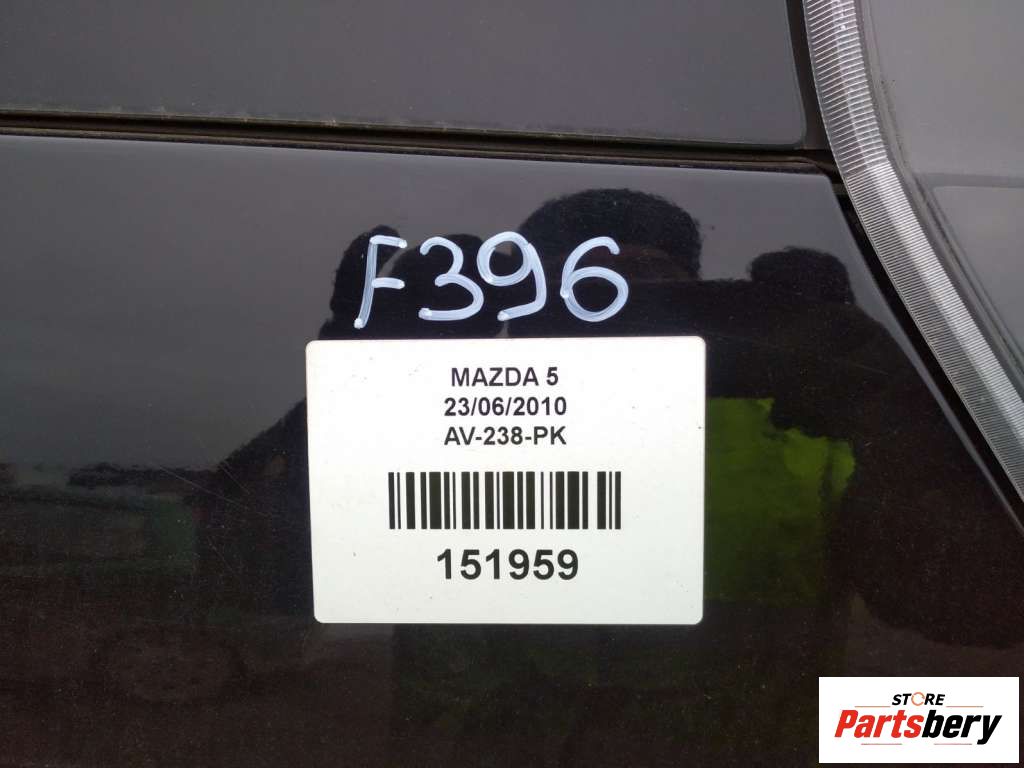 F396
MAZDA 5
23/06/2010
AV-238-PK
151959
STORE
Partsbery